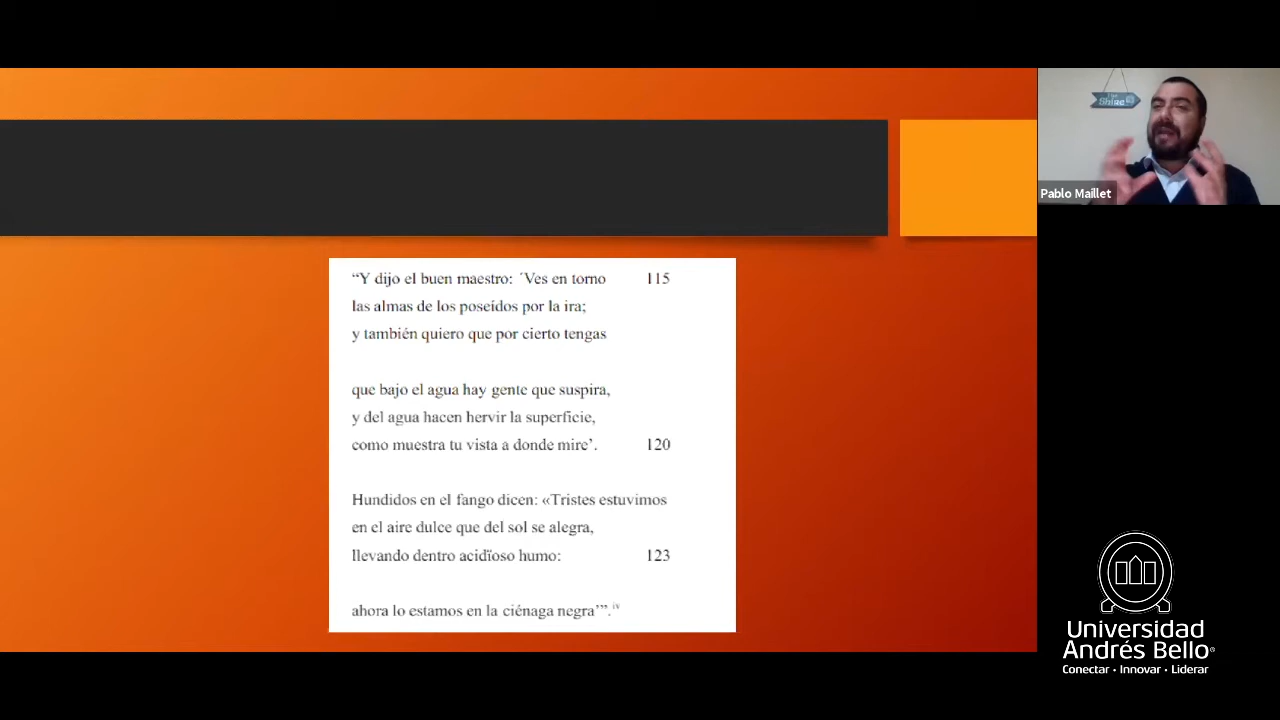 “Y dijo el buen maestro: ´Ves en torno 115
las almas de los poseídos por la ira;
y también quiero que por cierto tengas
que bajo el agua hay gente que suspira,
y del agua hacen hervir la superficie,
como muestra tu vista a donde mire’. 120
Hundidos en el fango dicen: «Tristes estuvimos
en el aire dulce que del sol se alegra,
llevando dentro acidïoso humo: 123
ahora lo estamos en la ciénaga negra’”.iv
Pablo Maillet
Universidad
Andrés Bello®
Conectar • Innovar • Liderar